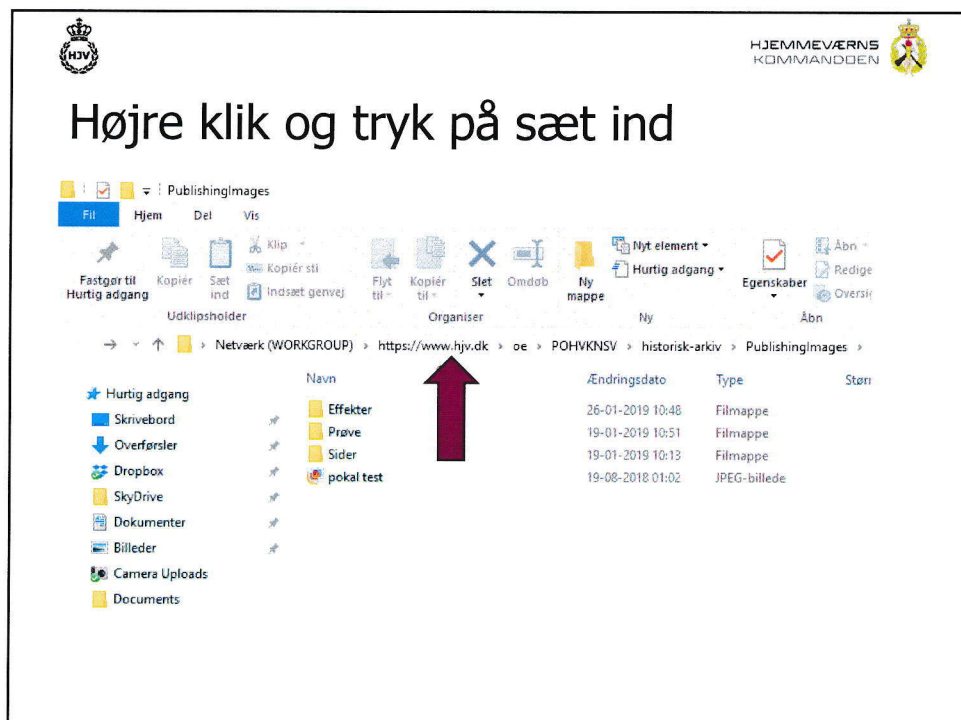 HJV
HJEMMEVÆRNS
KOMMANDOEN
Højre klik og tryk på sæt ind
PublishingImages
Fil Hjem Del Vis
Fastgør til
Hurtig adgang
Kopiér
Sæt
ind
Klip
Kopiér sti
Indsæt genvej
Udklipsholder
Flyt
til
Kopiér
til
Slet
Omdøb
Organiser
Ny
mappe
Nyt element
Hurtig adgang
Ny
Egenskaber
Åbn
Redige
Oversig
Åbn
Netværk (WORKGROUP) › https://www.hjv.dk › oe › POHVKNSV › historisk-arkiv › PublishingImages ›
Navn Ændringsdato Type Størr
Hurtig adgang
Skrivebord
Overførsler
Dropbox
SkyDrive
Dokumenter
Billeder
Camera Uploads
Documents
Effekter 26-01-2019 10:48 Filmappe
Prøve 19-01-2019 10:51 Filmappe
Sider 19-01-2019 10:13 Filmappe
pokal test 19-08-2018 01:02 JPEG-billede